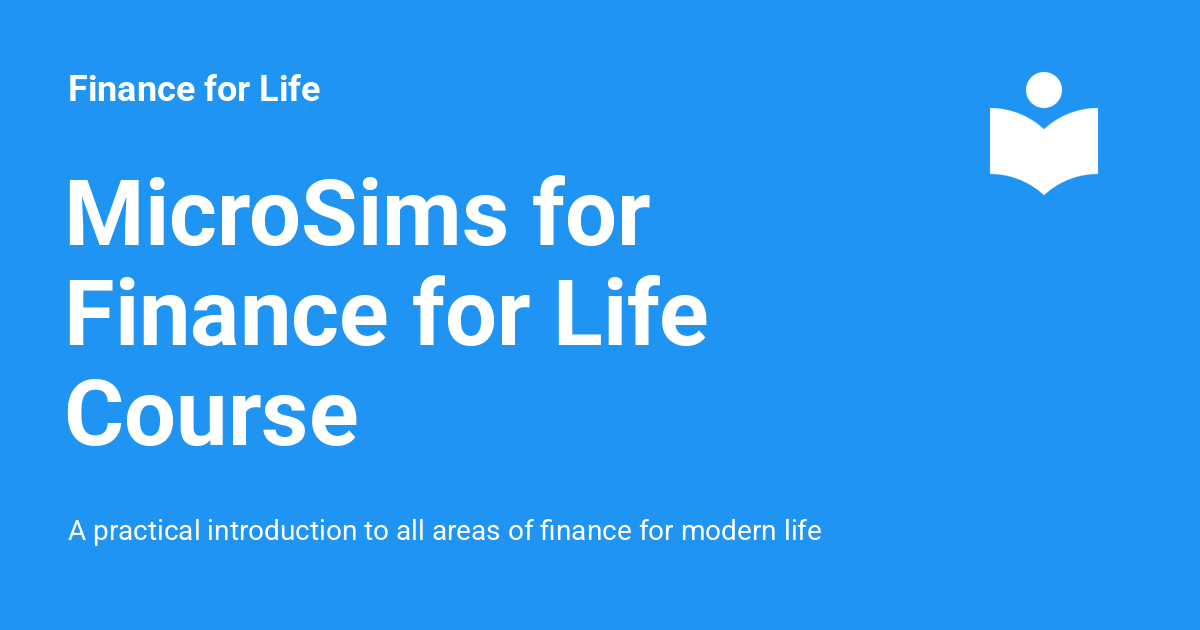 Finance for Life
MicroSims for
Finance for Life
Course
A practical introduction to all areas of finance for modern life